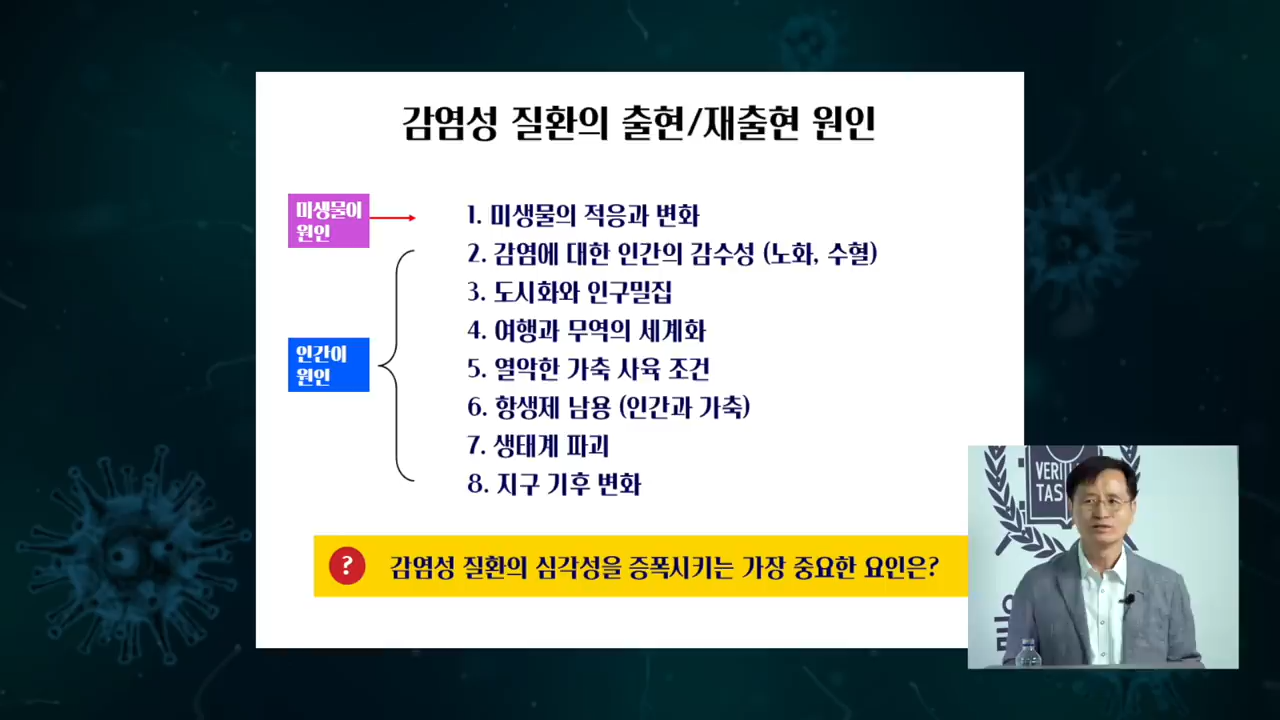 감염성 질환의 출현/재출현 원인
미생물이
원인
1. 미생물의 적응과 변화
2. 감염에 대한 인간의 감수성 (노화, 수혈)
3. 도시화와 인구밀집
4. 여행과 무역의 세계화
인간이
원인
5. 열악한 가축 사육 조건
6. 항생제 남용 (인간과 가축)
7. 생태계 파괴
8. 지구 기후 변화
? 감염성 질환의 심각성을 증폭시키는 가장 중요한 요인은?
VERI
TAS